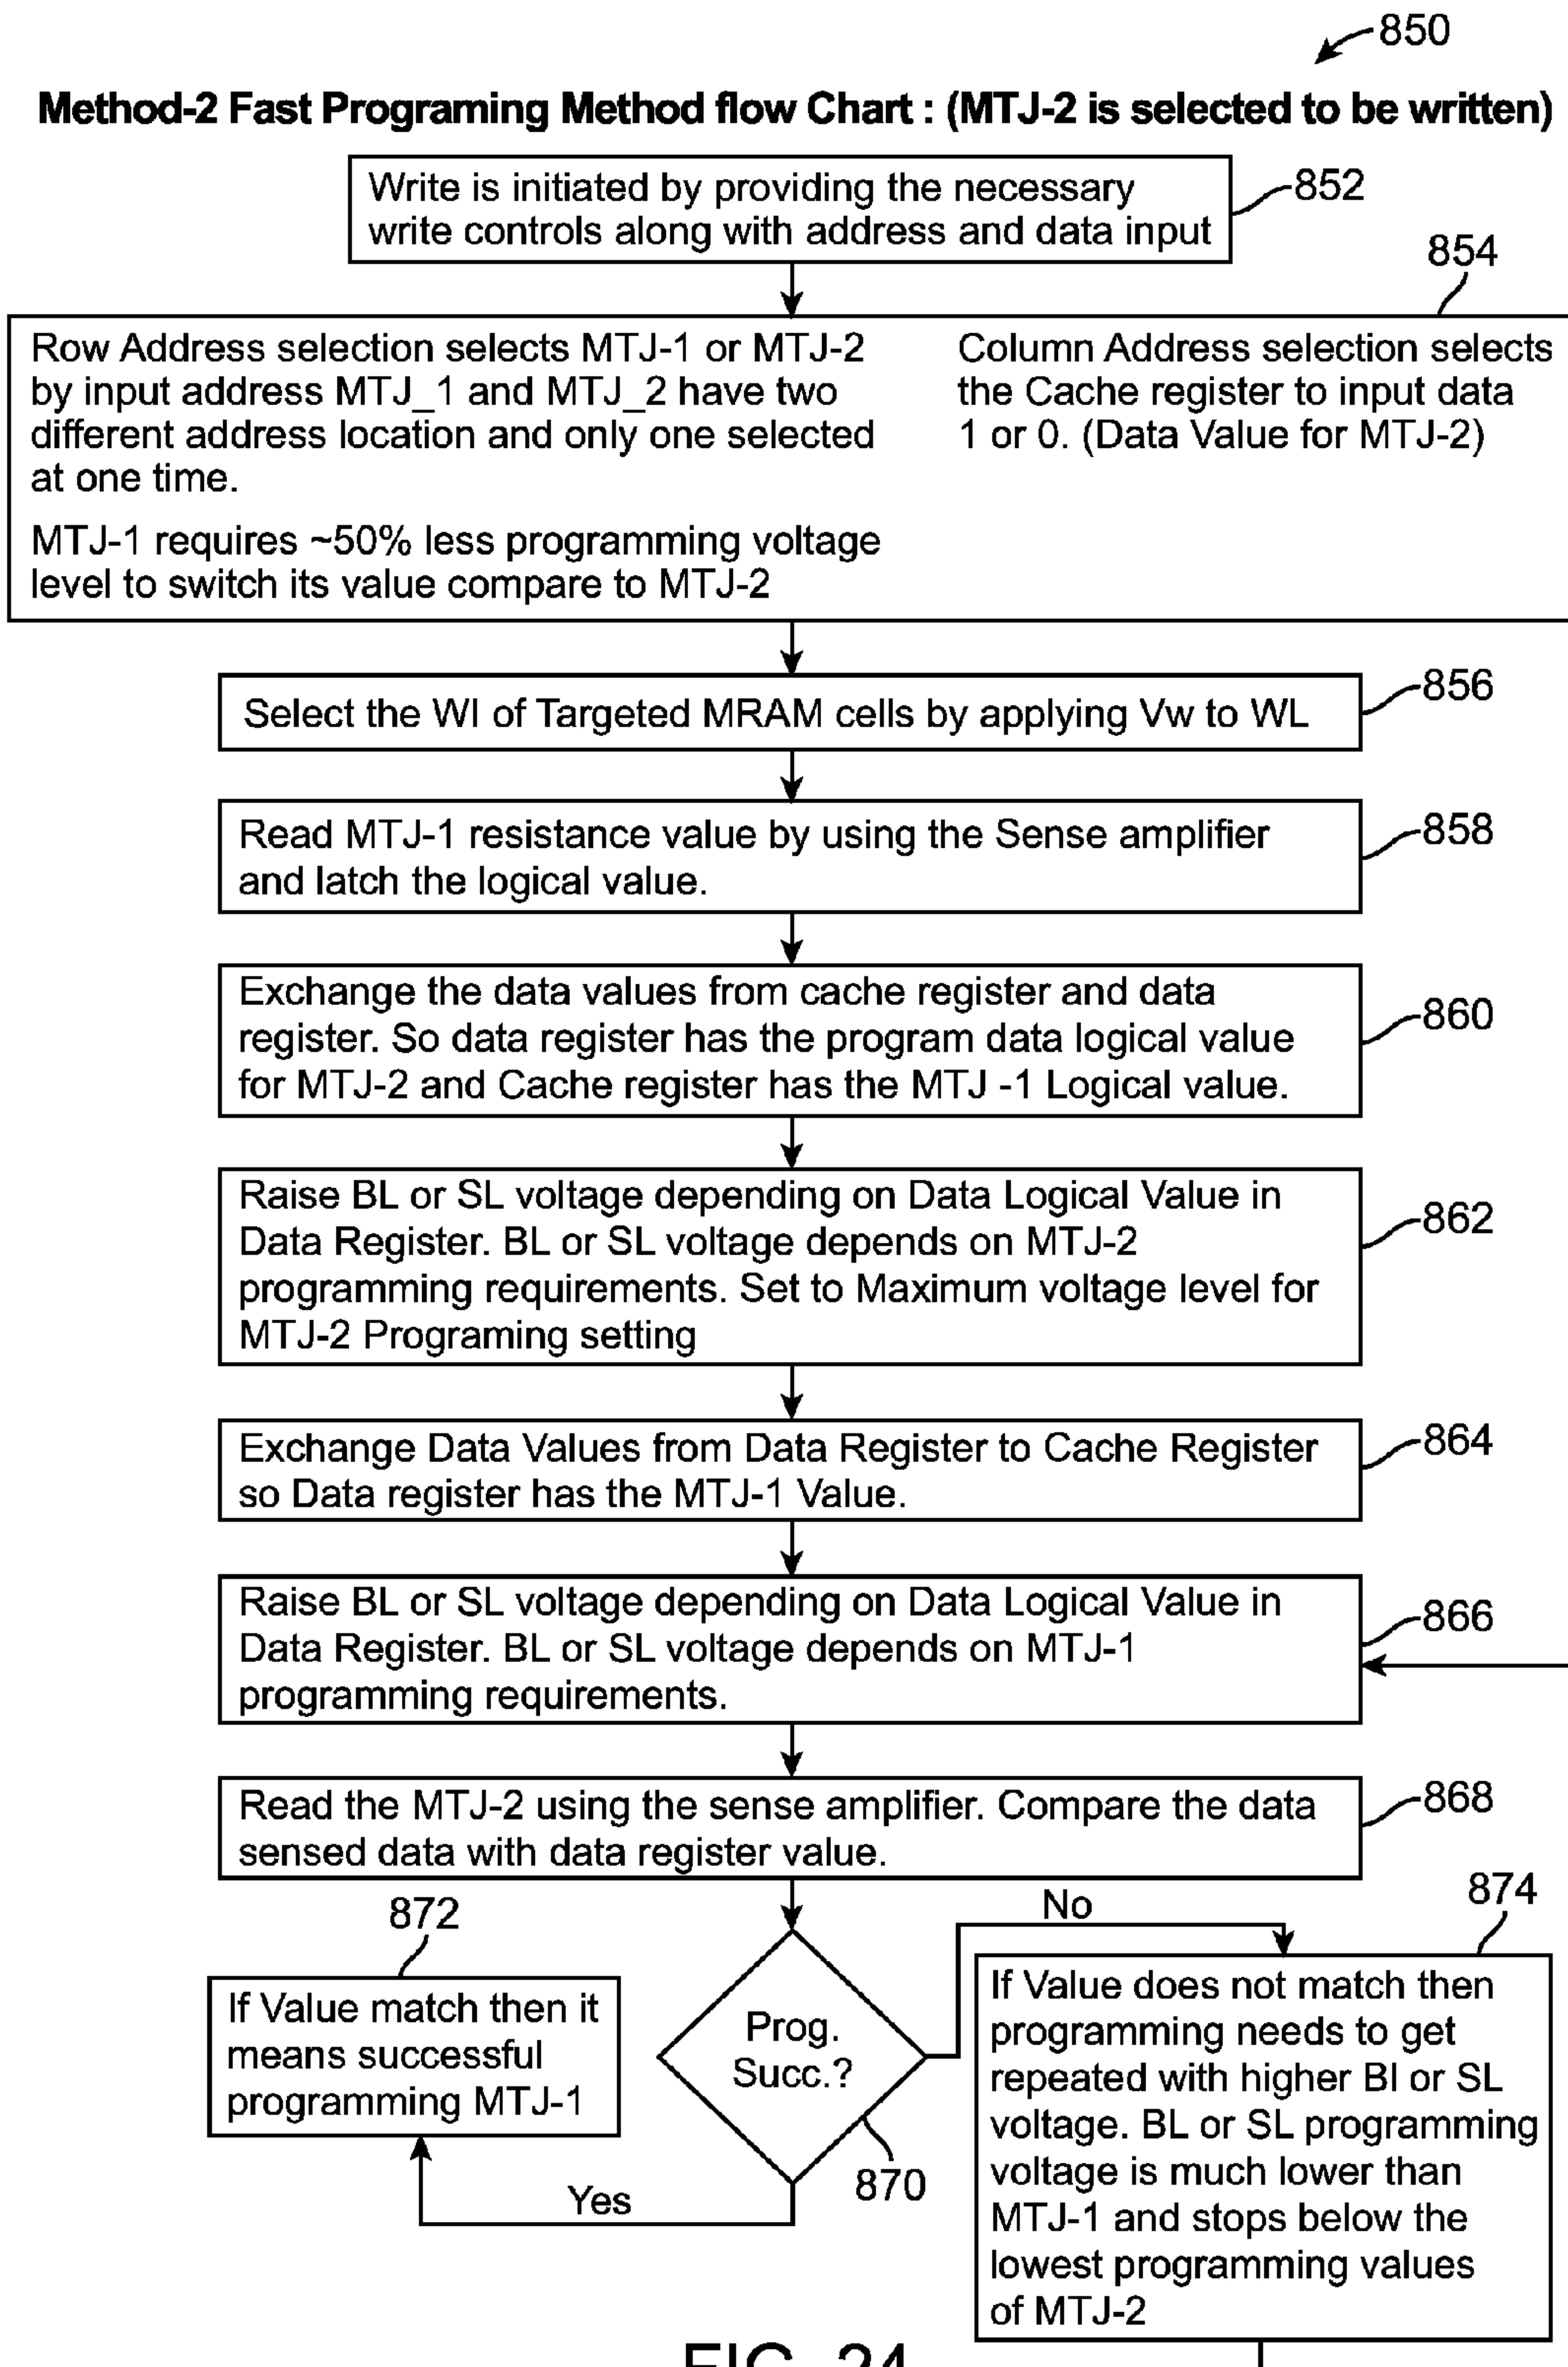 850
Method-2 Fast Programing Method flow Chart : (MTJ-2 is selected to be written)
Write is initiated by providing the necessary
write controls along with address and data input
852
854
Row Address selection selects MTJ-1 or MTJ-2
by input address MTJ_1 and MTJ_2 have two
different address location and only one selected
at one time.
MTJ-1 requires ~50% less programming voltage
level to switch its value compare to MTJ-2
Column Address selection selects
the Cache register to input data
1 or 0. (Data Value for MTJ-2)
Select the Wl of Targeted MRAM cells by applying Vw to WL
856
Read MTJ-1 resistance value by using the Sense amplifier
and latch the logical value.
858
Exchange the data values from cache register and data
register. So data register has the program data logical value
for MTJ-2 and Cache register has the MTJ -1 Logical value.
860
Raise BL or SL voltage depending on Data Logical Value in
Data Register. BL or SL voltage depends on MTJ-2
programming requirements. Set to Maximum voltage level for
MTJ-2 Programing setting
862
Exchange Data Values from Data Register to Cache Register
so Data register has the MTJ-1 Value.
864
Raise BL or SL voltage depending on Data Logical Value in
Data Register. BL or SL voltage depends on MTJ-1
programming requirements.
866
Read the MTJ-2 using the sense amplifier. Compare the data
sensed data with data register value.
868
872
If Value match then it
means successful
programming MTJ-1
Prog.
Succ.?
870
Yes
No
874
If Value does not match then
programming needs to get
repeated with higher Bl or SL
voltage. BL or SL programming
voltage is much lower than
MTJ-1 and stops below the
lowest programming values
of MTJ-2
FIG. 24